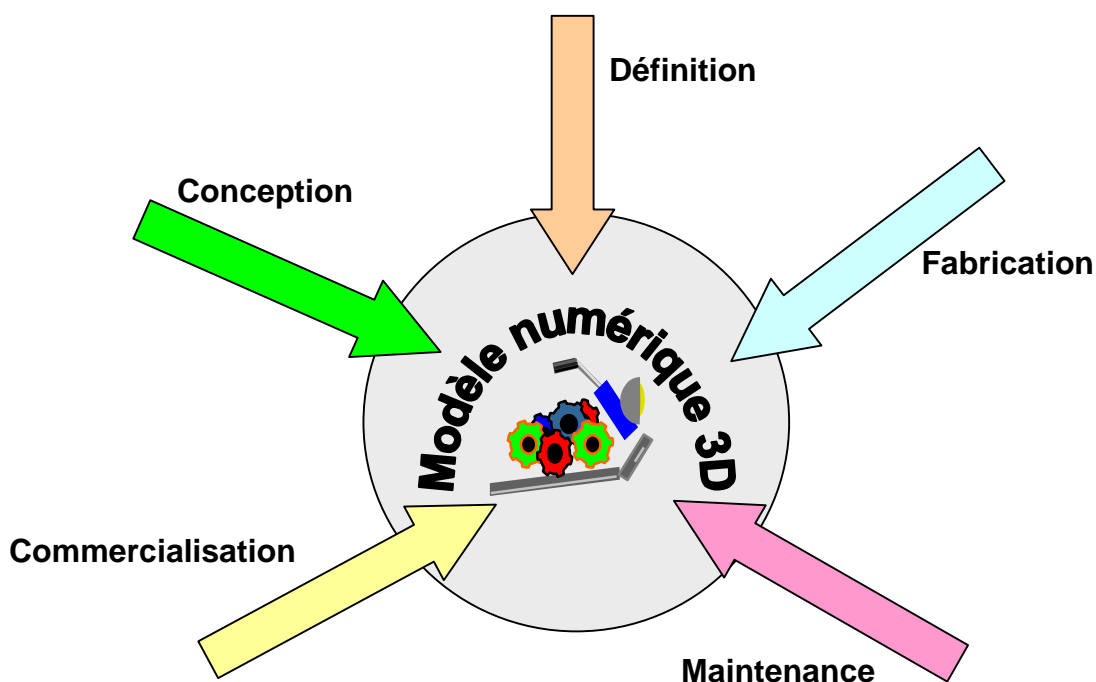 Définition
Conception
Fabrication
Modèle numérique 3D
Commercialisation
Maintenance